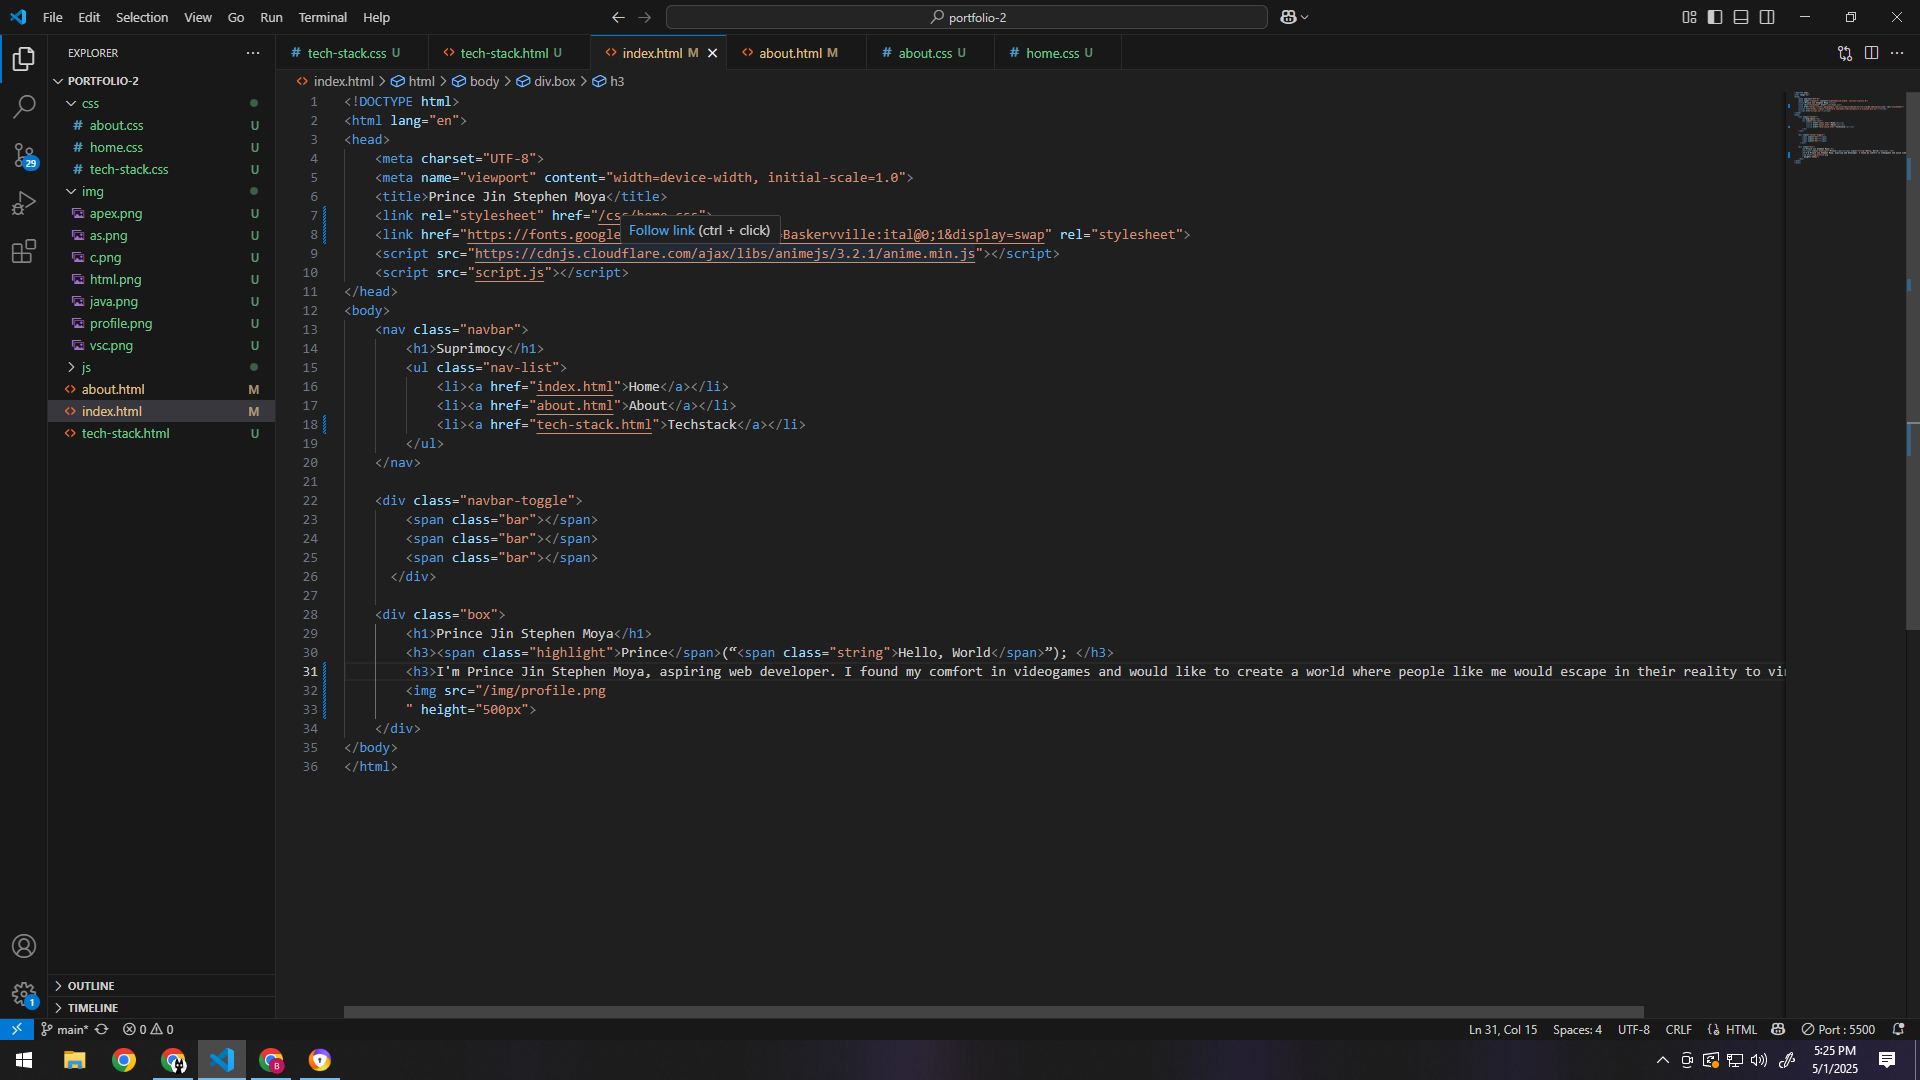 File Edit Selection View Go Run Terminal Help
portfolio-2
EXPLORER
tech-stack.css U
tech-stack.html U
index.html M
about.html M
about.css U
home.css U
PORTFOLIO-2
css
about.css U
home.css U
tech-stack.css U
img
apex.png U
as.png U
c.png U
html.png U
java.png U
profile.png U
vsc.png U
js
about.html M
index.html M
tech-stack.html U
29
OUTLINE
TIMELINE
1
index.html > html > body > div.box > h3
1 <!DOCTYPE html>
2 <html lang="en">
3 <head>
4 <meta charset="UTF-8">
5 <meta name="viewport" content="width=device-width, initial-scale=1.0">
6 <title>Prince Jin Stephen Moya</title>
7 <link rel="stylesheet" href="/css/home.css">
Follow link (ctrl + click)
8 <link href="https://fonts.google Baskervville:ital@0;1&display=swap" rel="stylesheet">
9 <script src="https://cdnjs.cloudflare.com/ajax/libs/animejs/3.2.1/anime.min.js"></script>
10 <script src="script.js"></script>
11 </head>
12 <body>
13 <nav class="navbar">
14 <h1>Suprimocy</h1>
15 <ul class="nav-list">
16 <li><a href="index.html">Home</a></li>
17 <li><a href="about.html">About</a></li>
18 <li><a href="tech-stack.html">Techstack</a></li>
19 </ul>
20 </nav>
21
22 <div class="navbar-toggle">
23 <span class="bar"></span>
24 <span class="bar"></span>
25 <span class="bar"></span>
26 </div>
27
28 <div class="box">
29 <h1>Prince Jin Stephen Moya</h1>
30 <h3><span class="highlight">Prince</span>(“<span class="string">Hello, World</span>”); </h3>
31 <h3>I'm Prince Jin Stephen Moya, aspiring web developer. I found my comfort in videogames and would like to create a world where people like me would escape in their reality to vi
32 <img src="/img/profile.png
33 " height="500px">
34 </div>
35 </body>
36 </html>
main* 0 0
Ln 31, Col 15 Spaces: 4 UTF-8 CRLF HTML Port : 5500
B
5:25 PM
5/1/2025